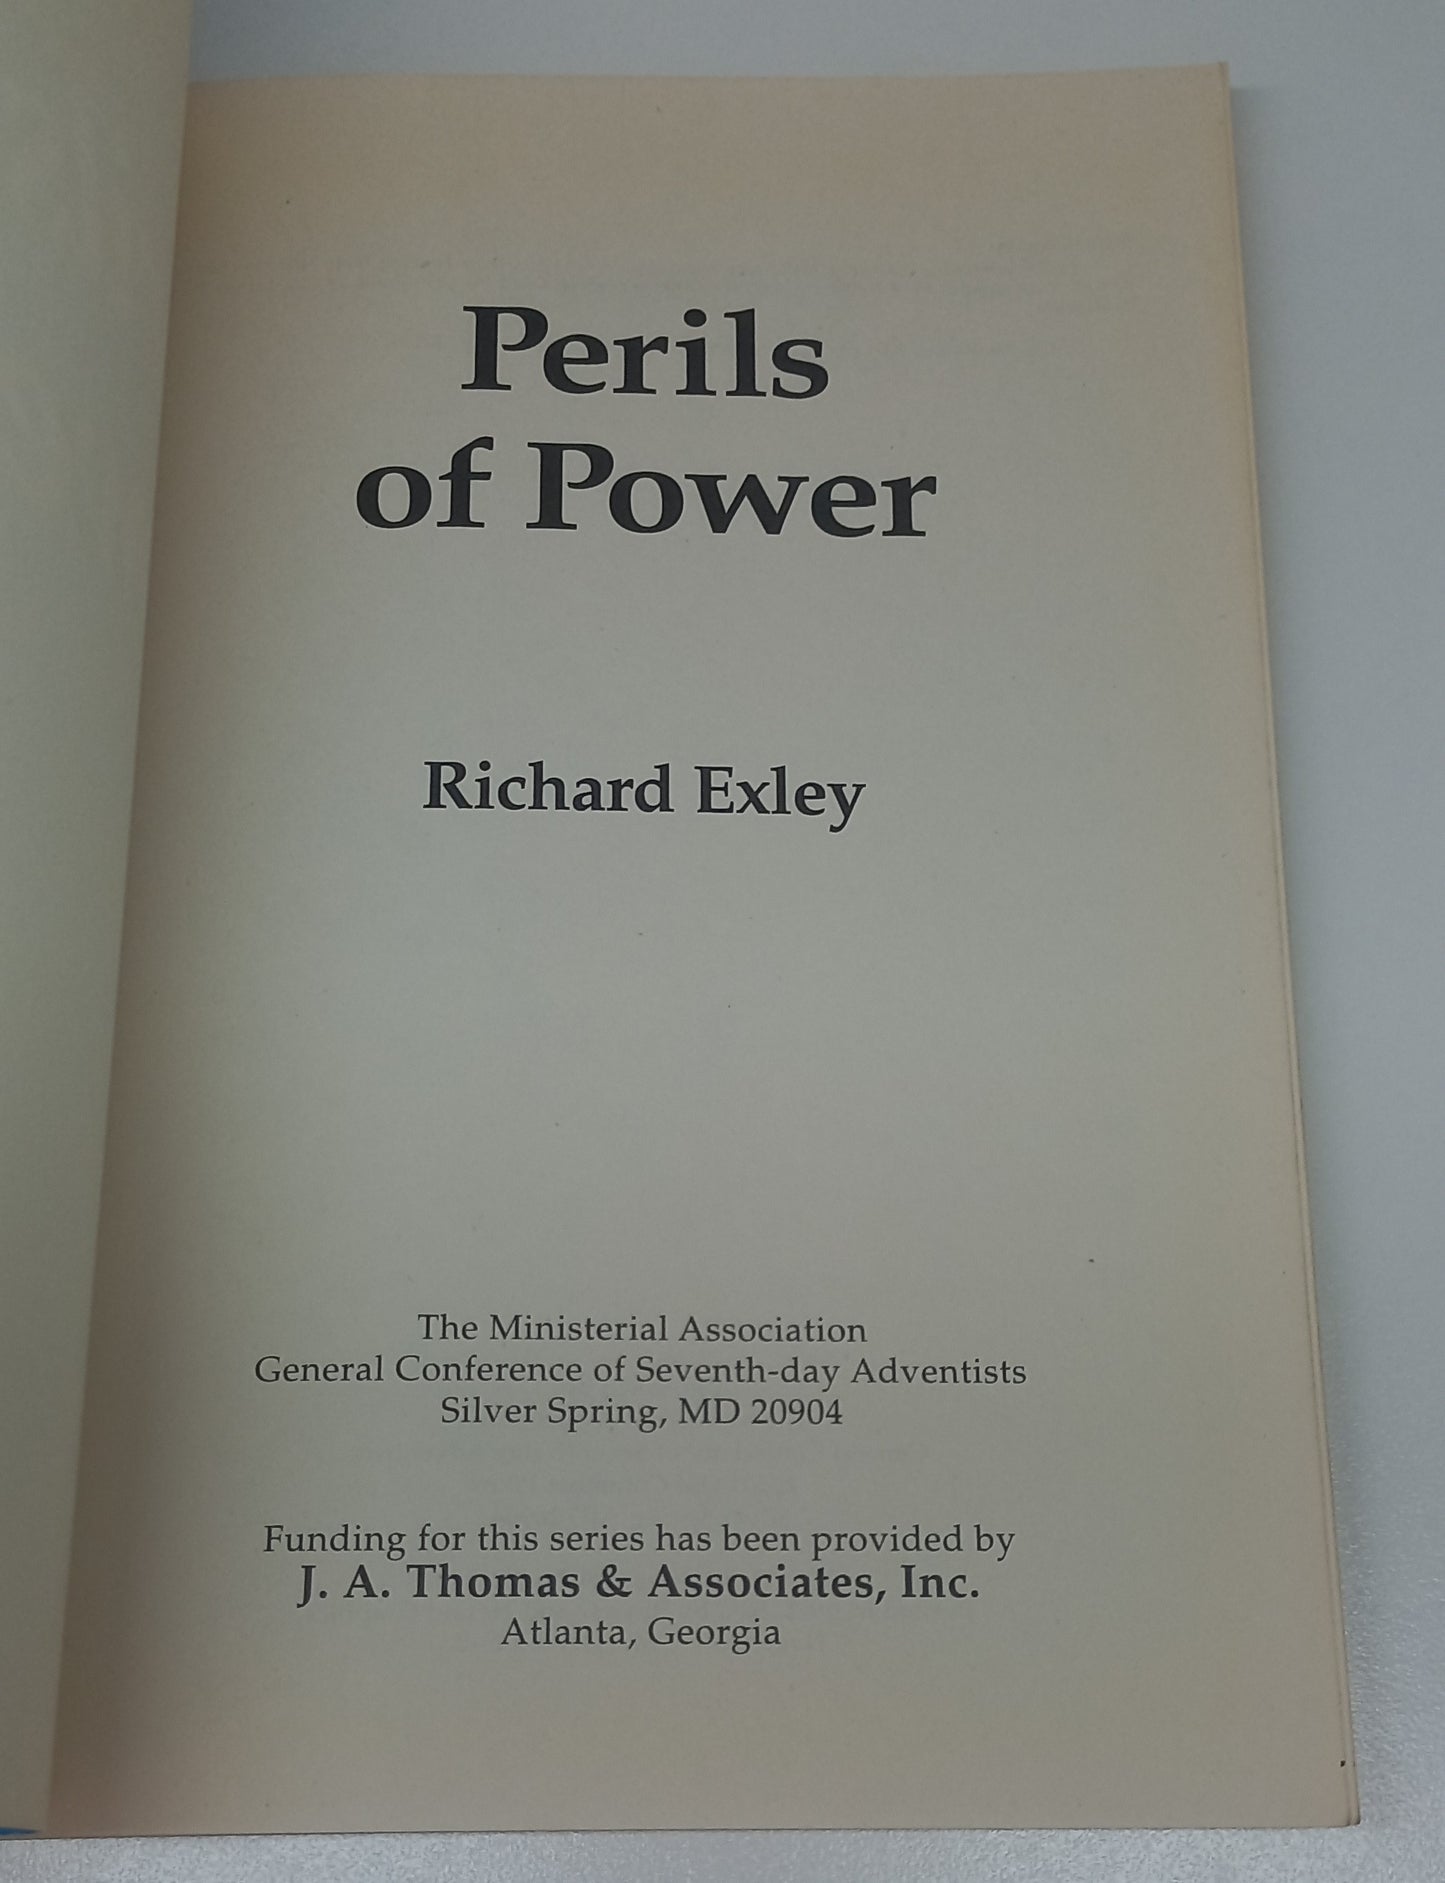 Perils
of Power
Richard Exley
The Ministerial Association
General Conference of Seventh-day Adventists
Silver Spring, MD 20904
Funding for this series has been provided by
J. A. Thomas & Associates, Inc.
Atlanta, Georgia